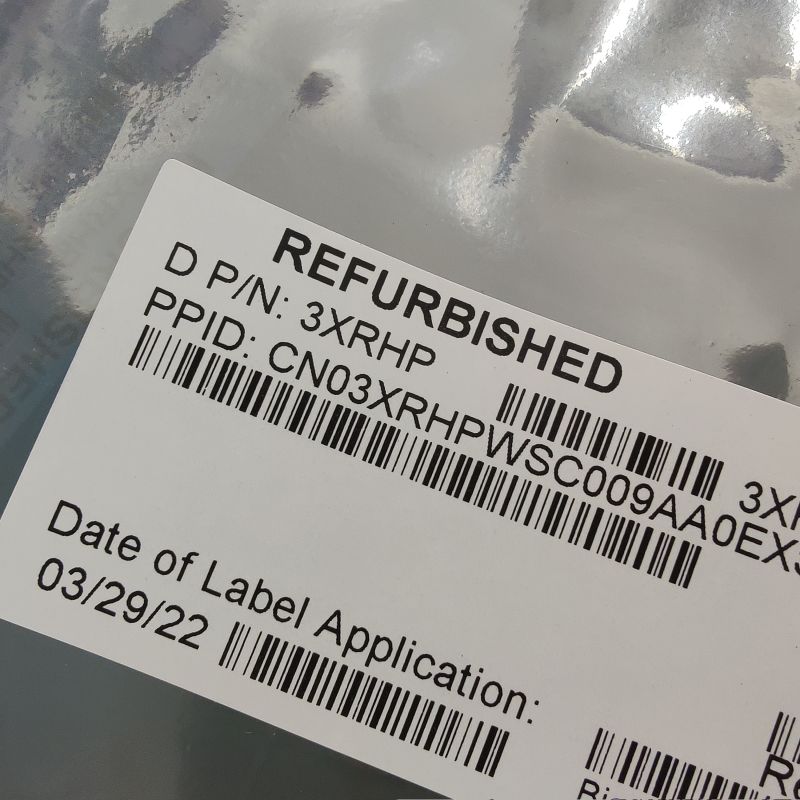 REFURBISHED
D P/N: 3XRHP
PPID: CN03XRHPWSC009AA0EX
Date of Label Application:
03/29/22